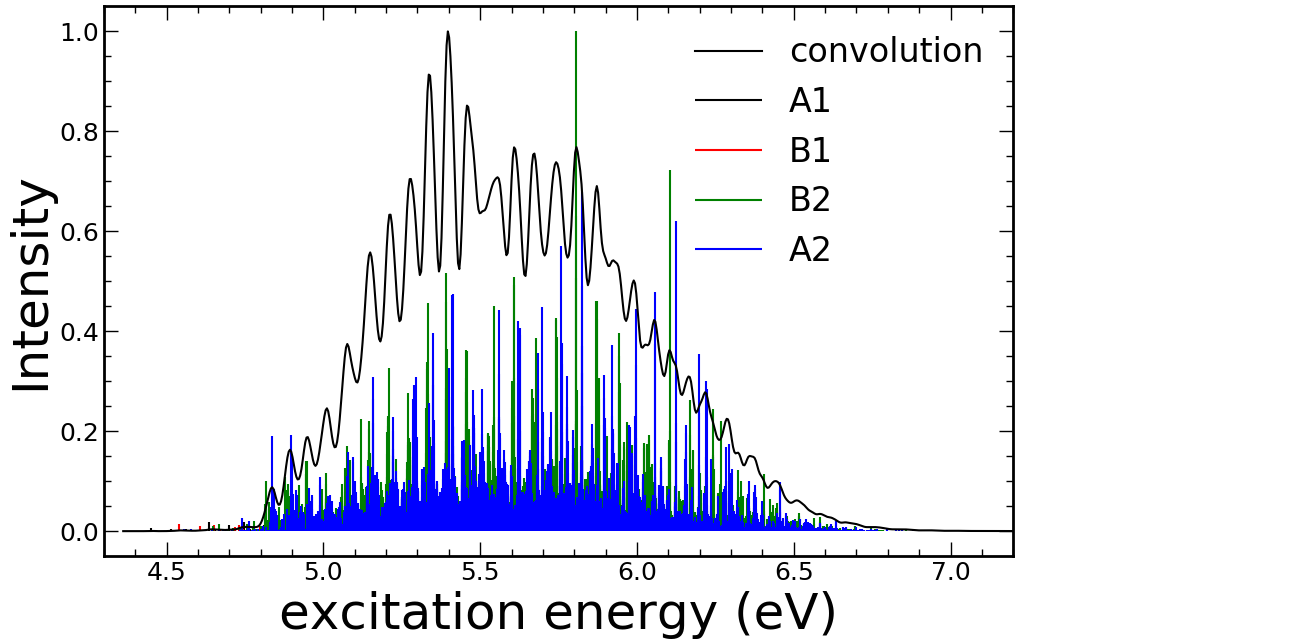 convolution
A1
B1
B2
A2
1.0
0.8
0.6
0.4
0.2
0.0
Intensity
4.5 5.0 5.5 6.0 6.5 7.0
excitation energy (eV)